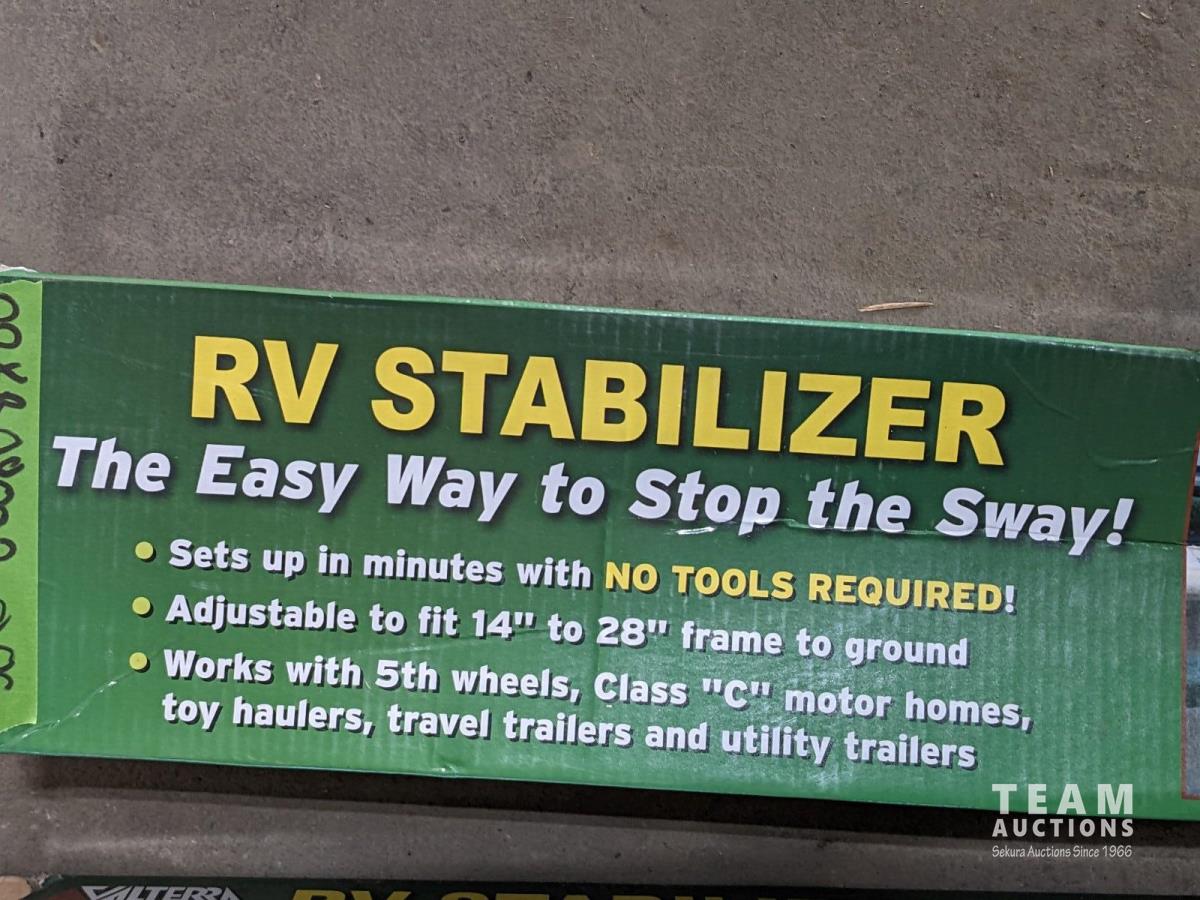 RV STABILIZER
The Easy Way to Stop the Sway!
• Sets up in minutes with NO TOOLS REQUIRED!
• Adjustable to fit 14" to 28" frame to ground
• Works with 5th wheels, Class "C" motor homes,
toy haulers, travel trailers and utility trailers
TEAM
AUCTIONS
Sekura Auctions Since 1966
VALTERRA
RV STABILIZER